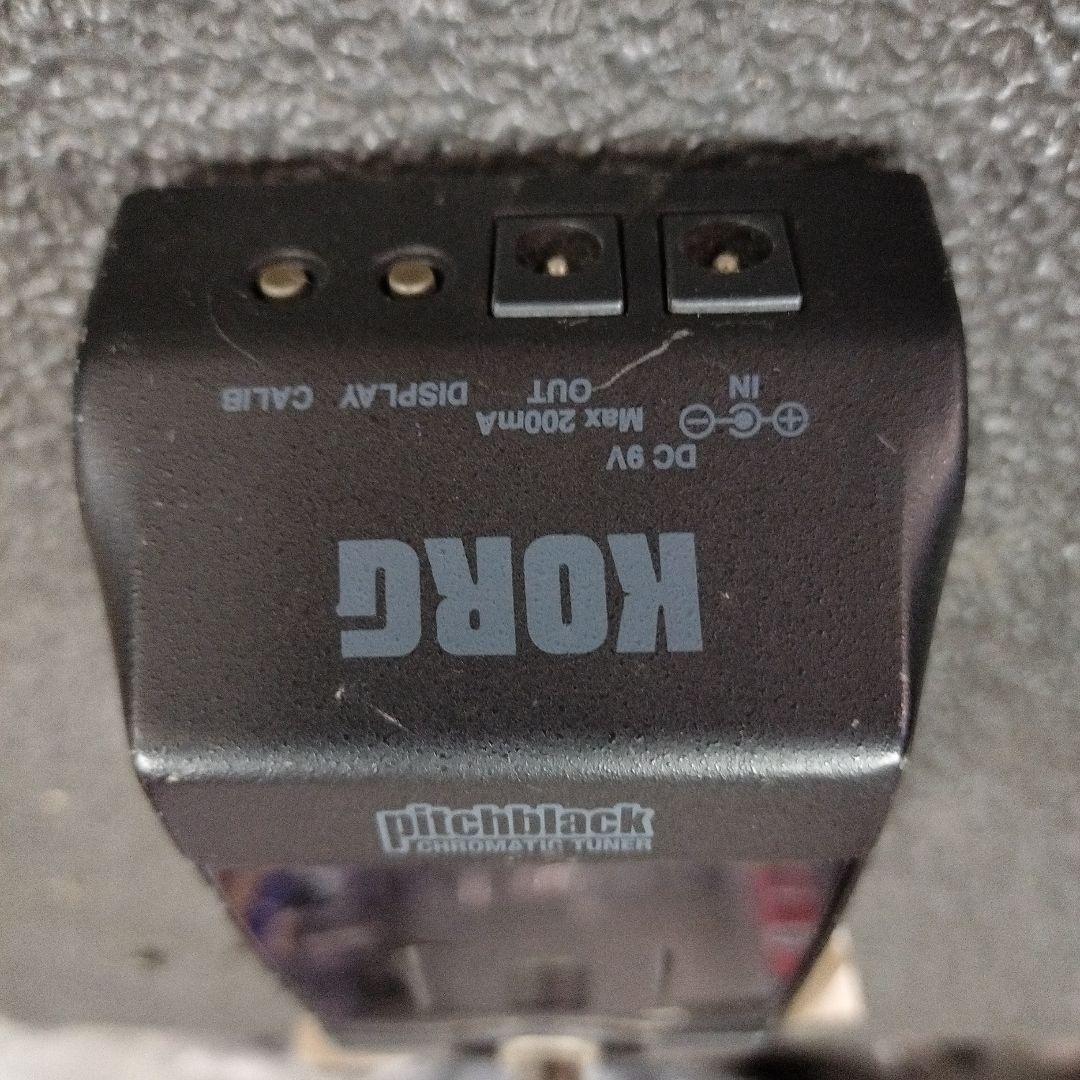 pitchblack
CHROMATIC TUNER
KORG
DC 9V
Max 200mA
IN
OUT
DISPLAY
CALIB